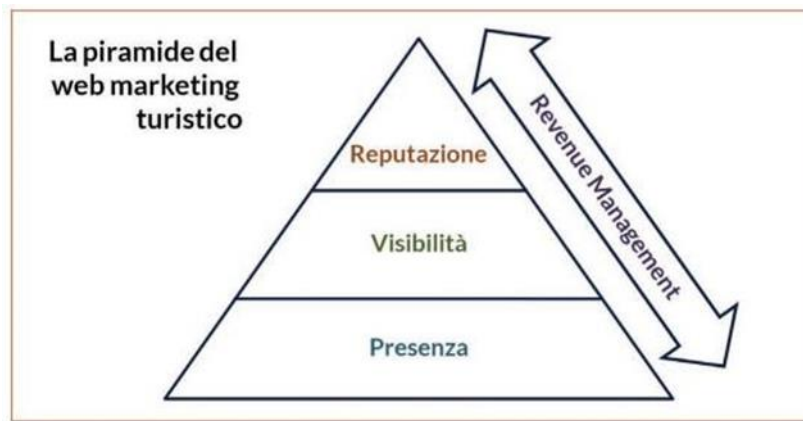 La piramide del
web marketing
turistico
Reputazione
Visibilità
Presenza
Revenue Management